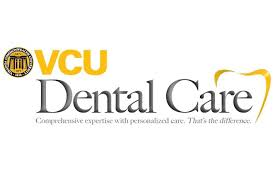 VCU
Dental Care
Comprehensive expertise with personalized care. That's the difference.